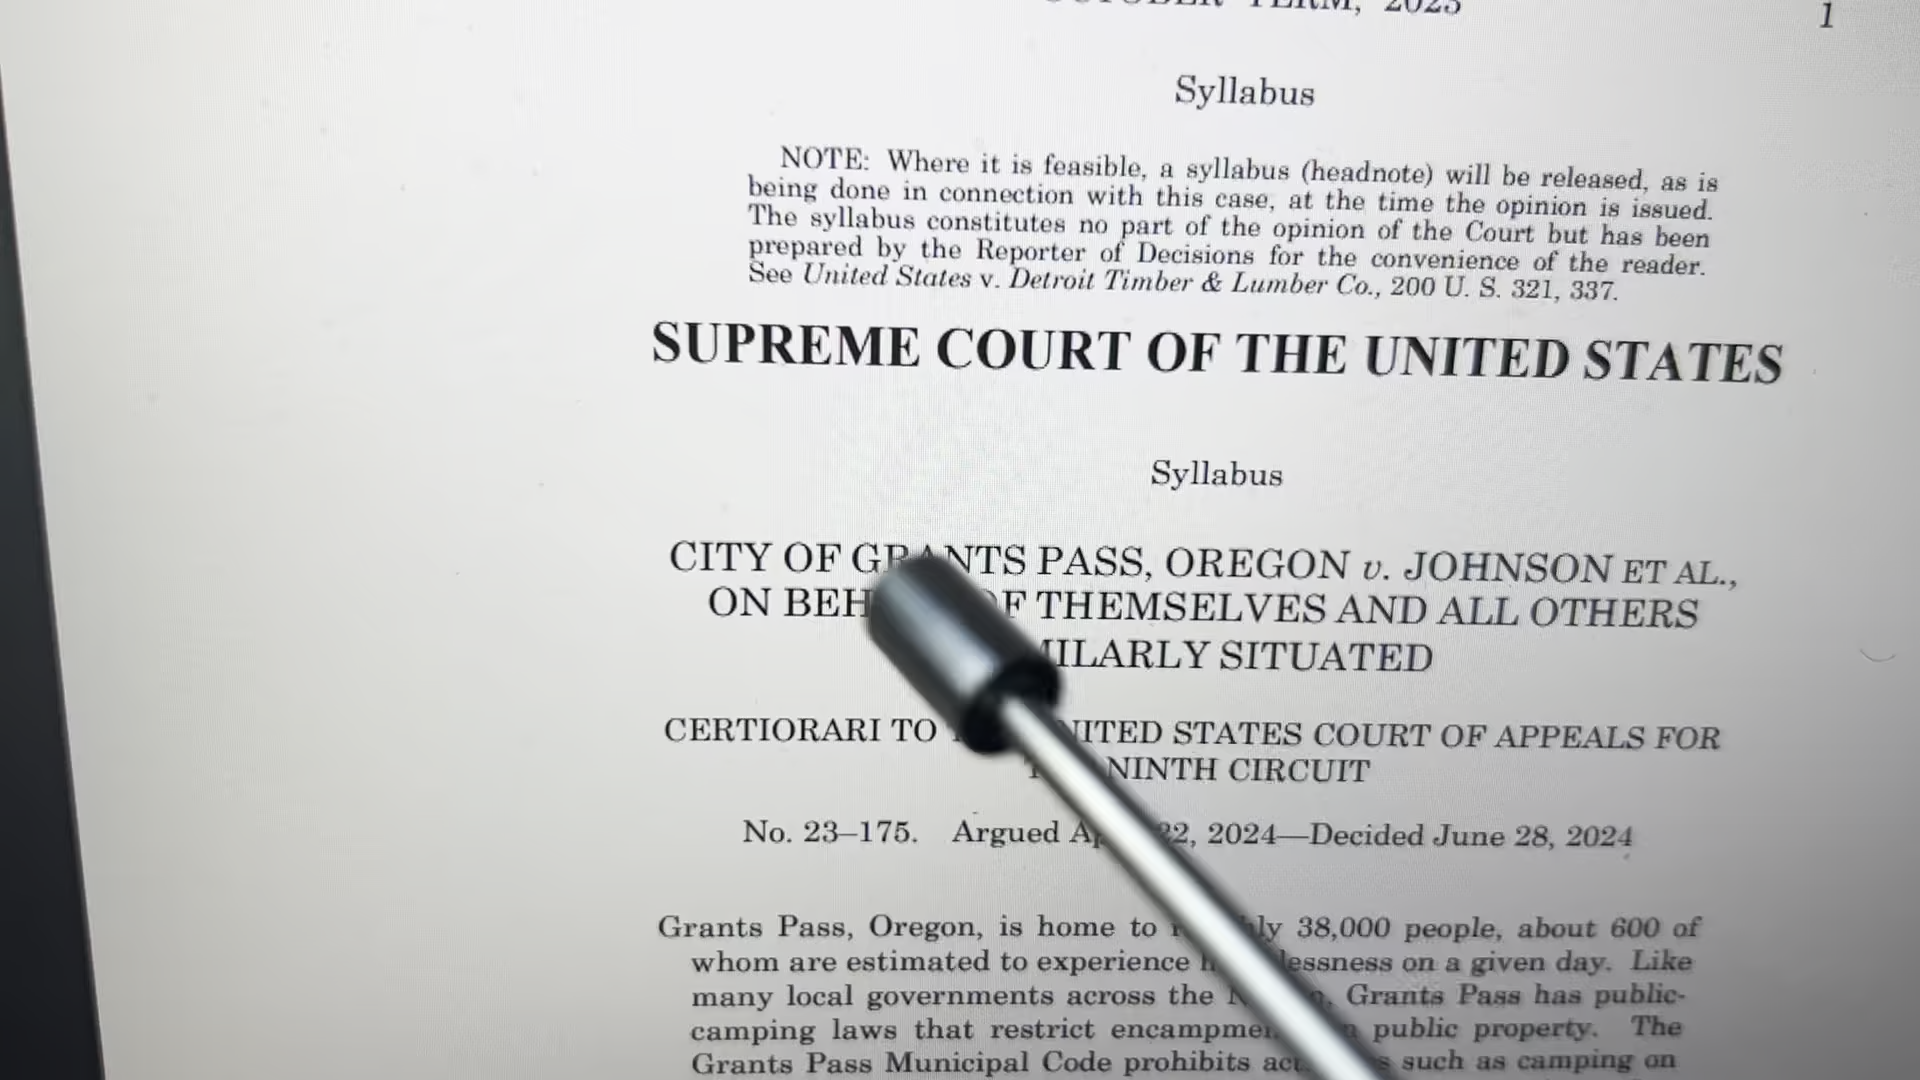 TERM, 2023
1
Syllabus
NOTE: Where it is feasible, a syllabus (headnote) will be released, as is
being done in connection with this case, at the time the opinion is issued.
The syllabus constitutes no part of the opinion of the Court but has been
prepared by the Reporter of Decisions for the convenience of the reader.
See United States v. Detroit Timber & Lumber Co., 200 U. S. 321, 337.
SUPREME COURT OF THE UNITED STATES
Syllabus
CITY OF GRANTS PASS, OREGON v. JOHNSON ET AL.,
ON THEMSELVES AND ALL OTHERS
SITUATED
CERTIORARI TO STATES COURT OF APPEALS FOR
NINTH CIRCUIT
No. 23–175. Argued 22, 2024—Decided June 28, 2024
Grants Pass, Oregon, is home to 38,000 people, about 600 of
whom are estimated to experience on a given day. Like
many local governments across the Grants Pass has public-
camping laws that restrict public property. The
Grants Pass Municipal Code prohibits such as camping on